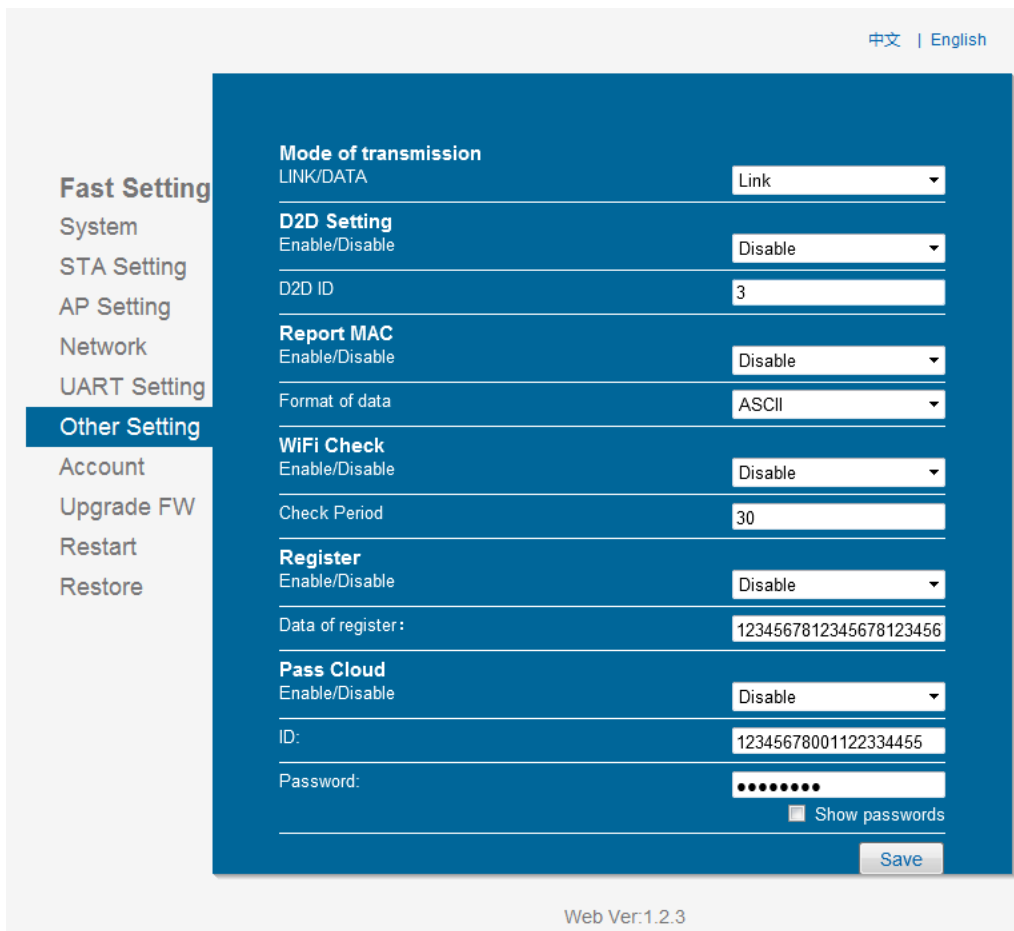 中文 | English
Fast Setting
System
STA Setting
AP Setting
Network
UART Setting
Other Setting
Account
Upgrade FW
Restart
Restore
Mode of transmission
LINK/DATA Link
D2D Setting
Enable/Disable Disable
D2D ID 3
Report MAC
Enable/Disable Disable
Format of data ASCII
WiFi Check
Enable/Disable Disable
Check Period 30
Register
Enable/Disable Disable
Data of register： 1234567812345678123456
Pass Cloud
Enable/Disable Disable
ID: 12345678001122334455
Password: ●●●●●●●●
Show passwords
Save
Web Ver:1.2.3